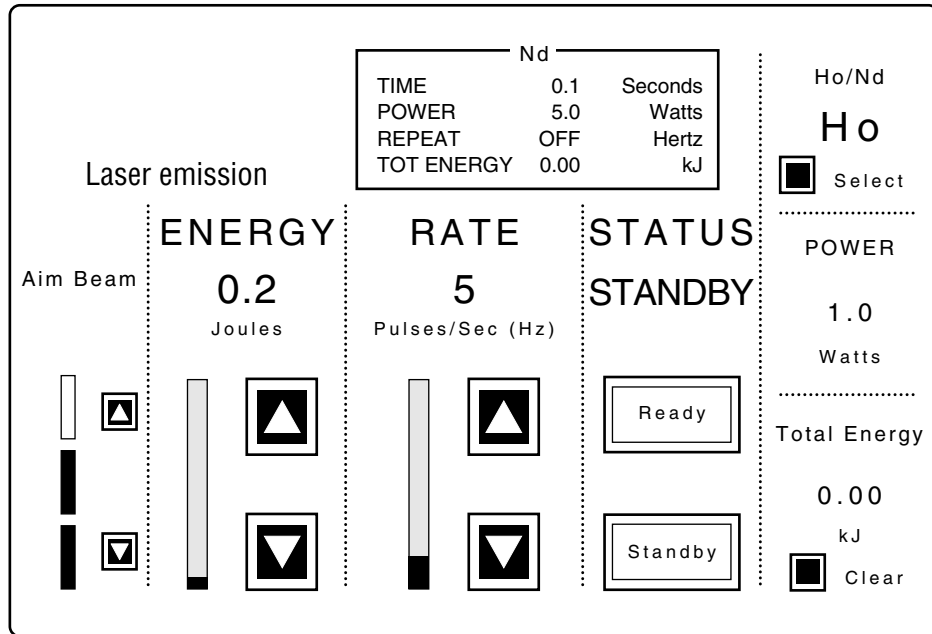 Nd
TIME 0.1 Seconds
POWER 5.0 Watts
REPEAT OFF Hertz
TOT ENERGY 0.00 kJ
Laser emission
Aim Beam
ENERGY
0.2
Joules
RATE
5
Pulses/Sec (Hz)
STATUS
STANDBY
Ready
Standby
Ho/Nd
Ho
Select
POWER
1.0
Watts
Total Energy
0.00
kJ
Clear